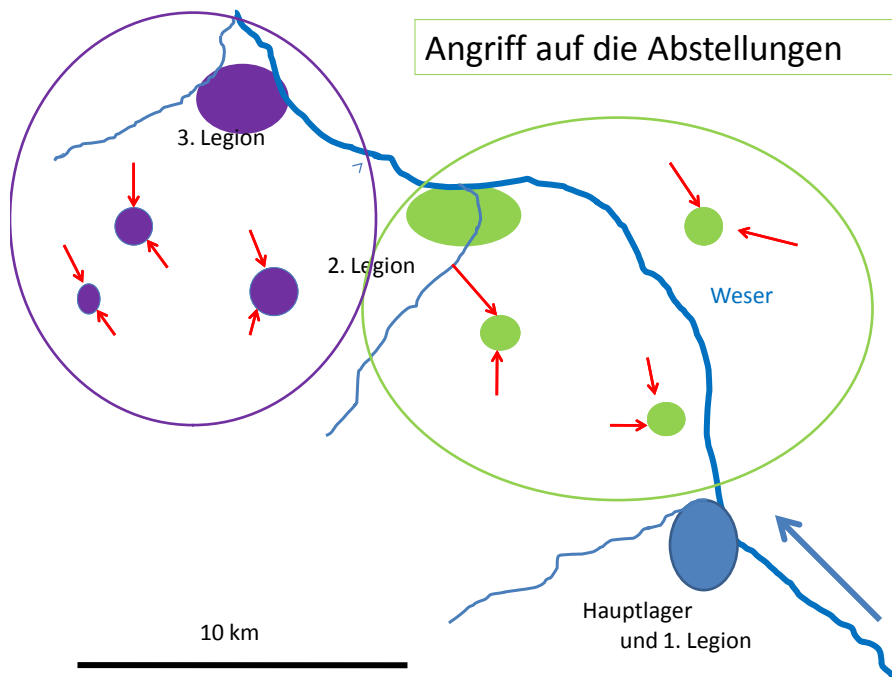 Angriff auf die Abstellungen
3. Legion
2. Legion
Weser
Hauptlager
und 1. Legion
10 km